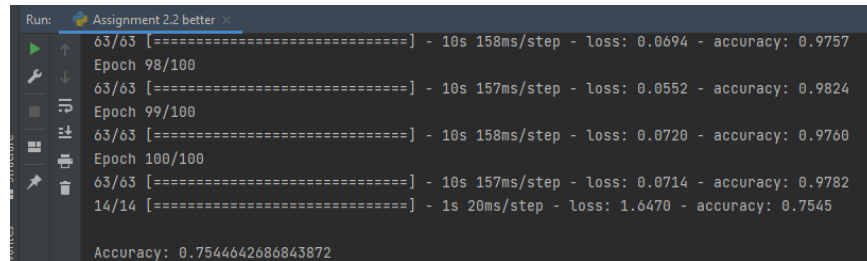 Run: Assignment 2.2 better ×
63/63 [==============================] - 10s 158ms/step - loss: 0.0694 - accuracy: 0.9757
Epoch 98/100
63/63 [==============================] - 10s 157ms/step - loss: 0.0552 - accuracy: 0.9824
Epoch 99/100
63/63 [==============================] - 10s 158ms/step - loss: 0.0720 - accuracy: 0.9760
Epoch 100/100
63/63 [==============================] - 10s 157ms/step - loss: 0.0714 - accuracy: 0.9782
14/14 [==============================] - 1s 20ms/step - loss: 1.6470 - accuracy: 0.7545
Accuracy: 0.7544642686843872
Structure